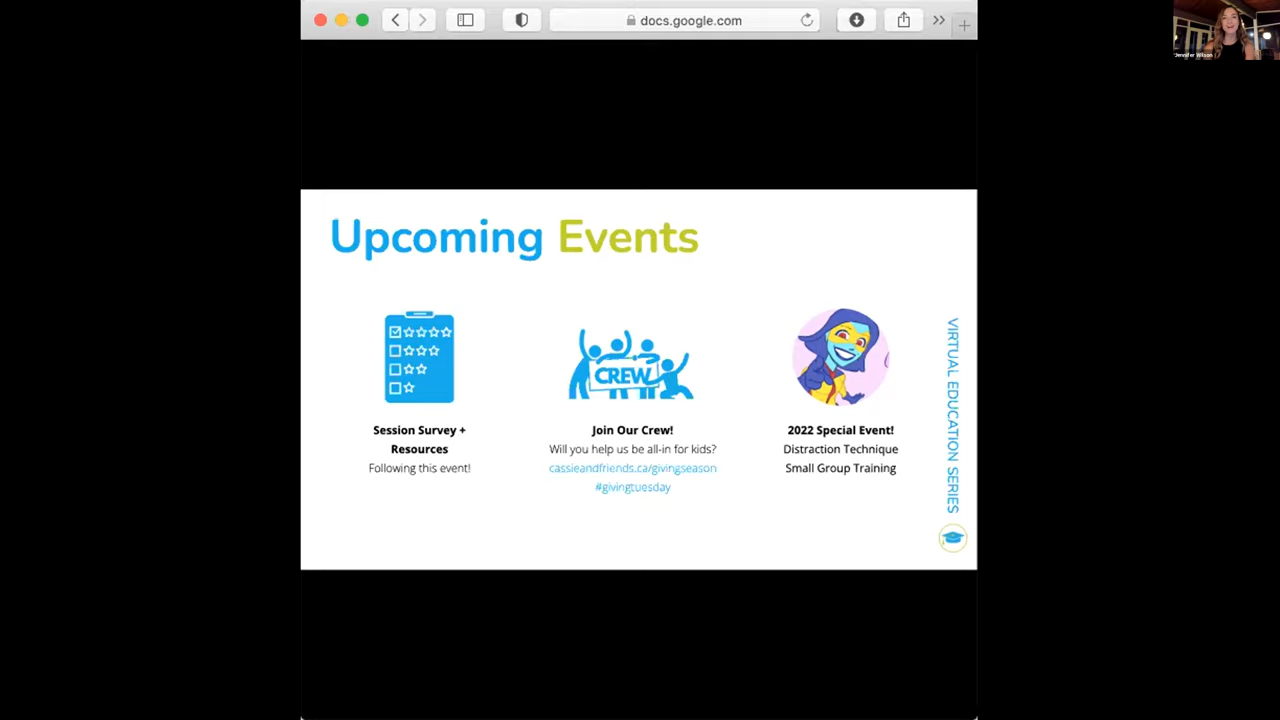 docs.google.com
Jennifer Wilson
Upcoming Events
CREW
Session Survey +
Resources
Following this event!
Join Our Crew!
Will you help us be all-in for kids?
cassieandfriends.ca/givingseason
#givingtuesday
2022 Special Event!
Distraction Technique
Small Group Training
VIRTUAL EDUCATION SERIES